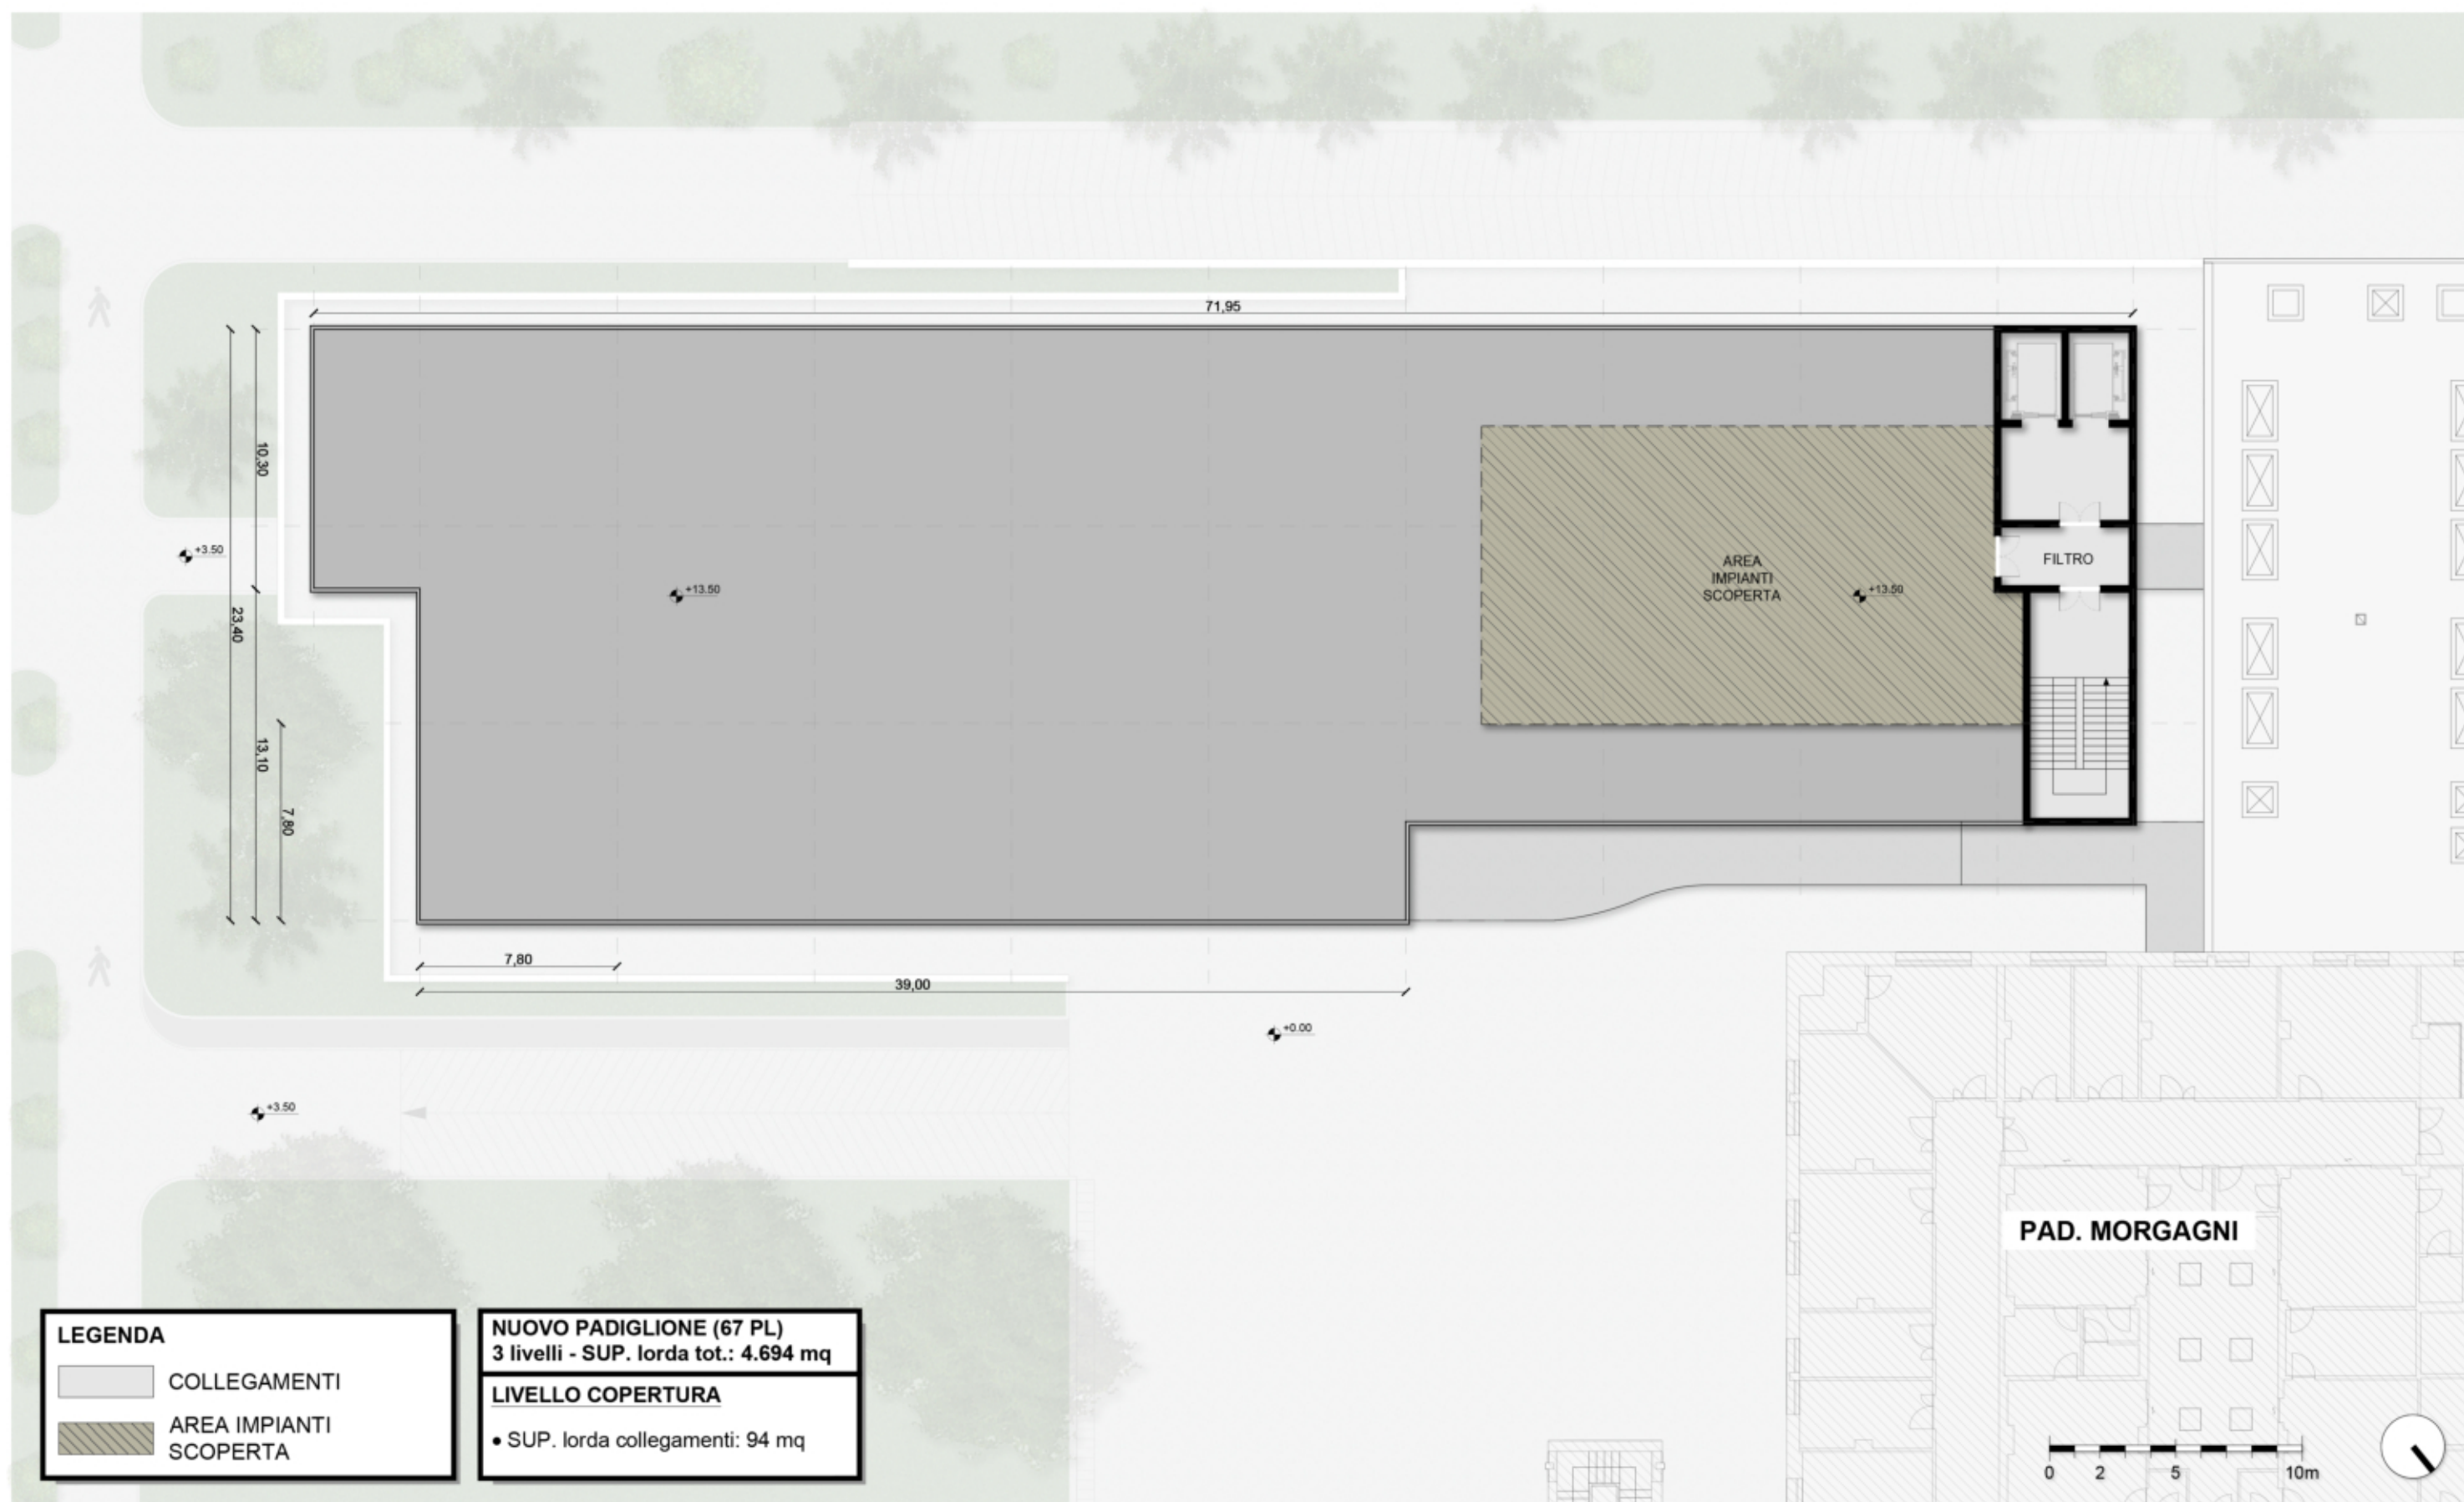 71,95
10,30
+3.50
23,40
+13.50
AREA
IMPIANTI
SCOPERTA
+13.50
FILTRO
13,10
7,80
7,80
39,00
+0.00
+3.50
PAD. MORGAGNI
LEGENDA
COLLEGAMENTI
AREA IMPIANTI
SCOPERTA
NUOVO PADIGLIONE (67 PL)
3 livelli - SUP. lorda tot.: 4.694 mq
LIVELLO COPERTURA
• SUP. lorda collegamenti: 94 mq
0 2 5 10m